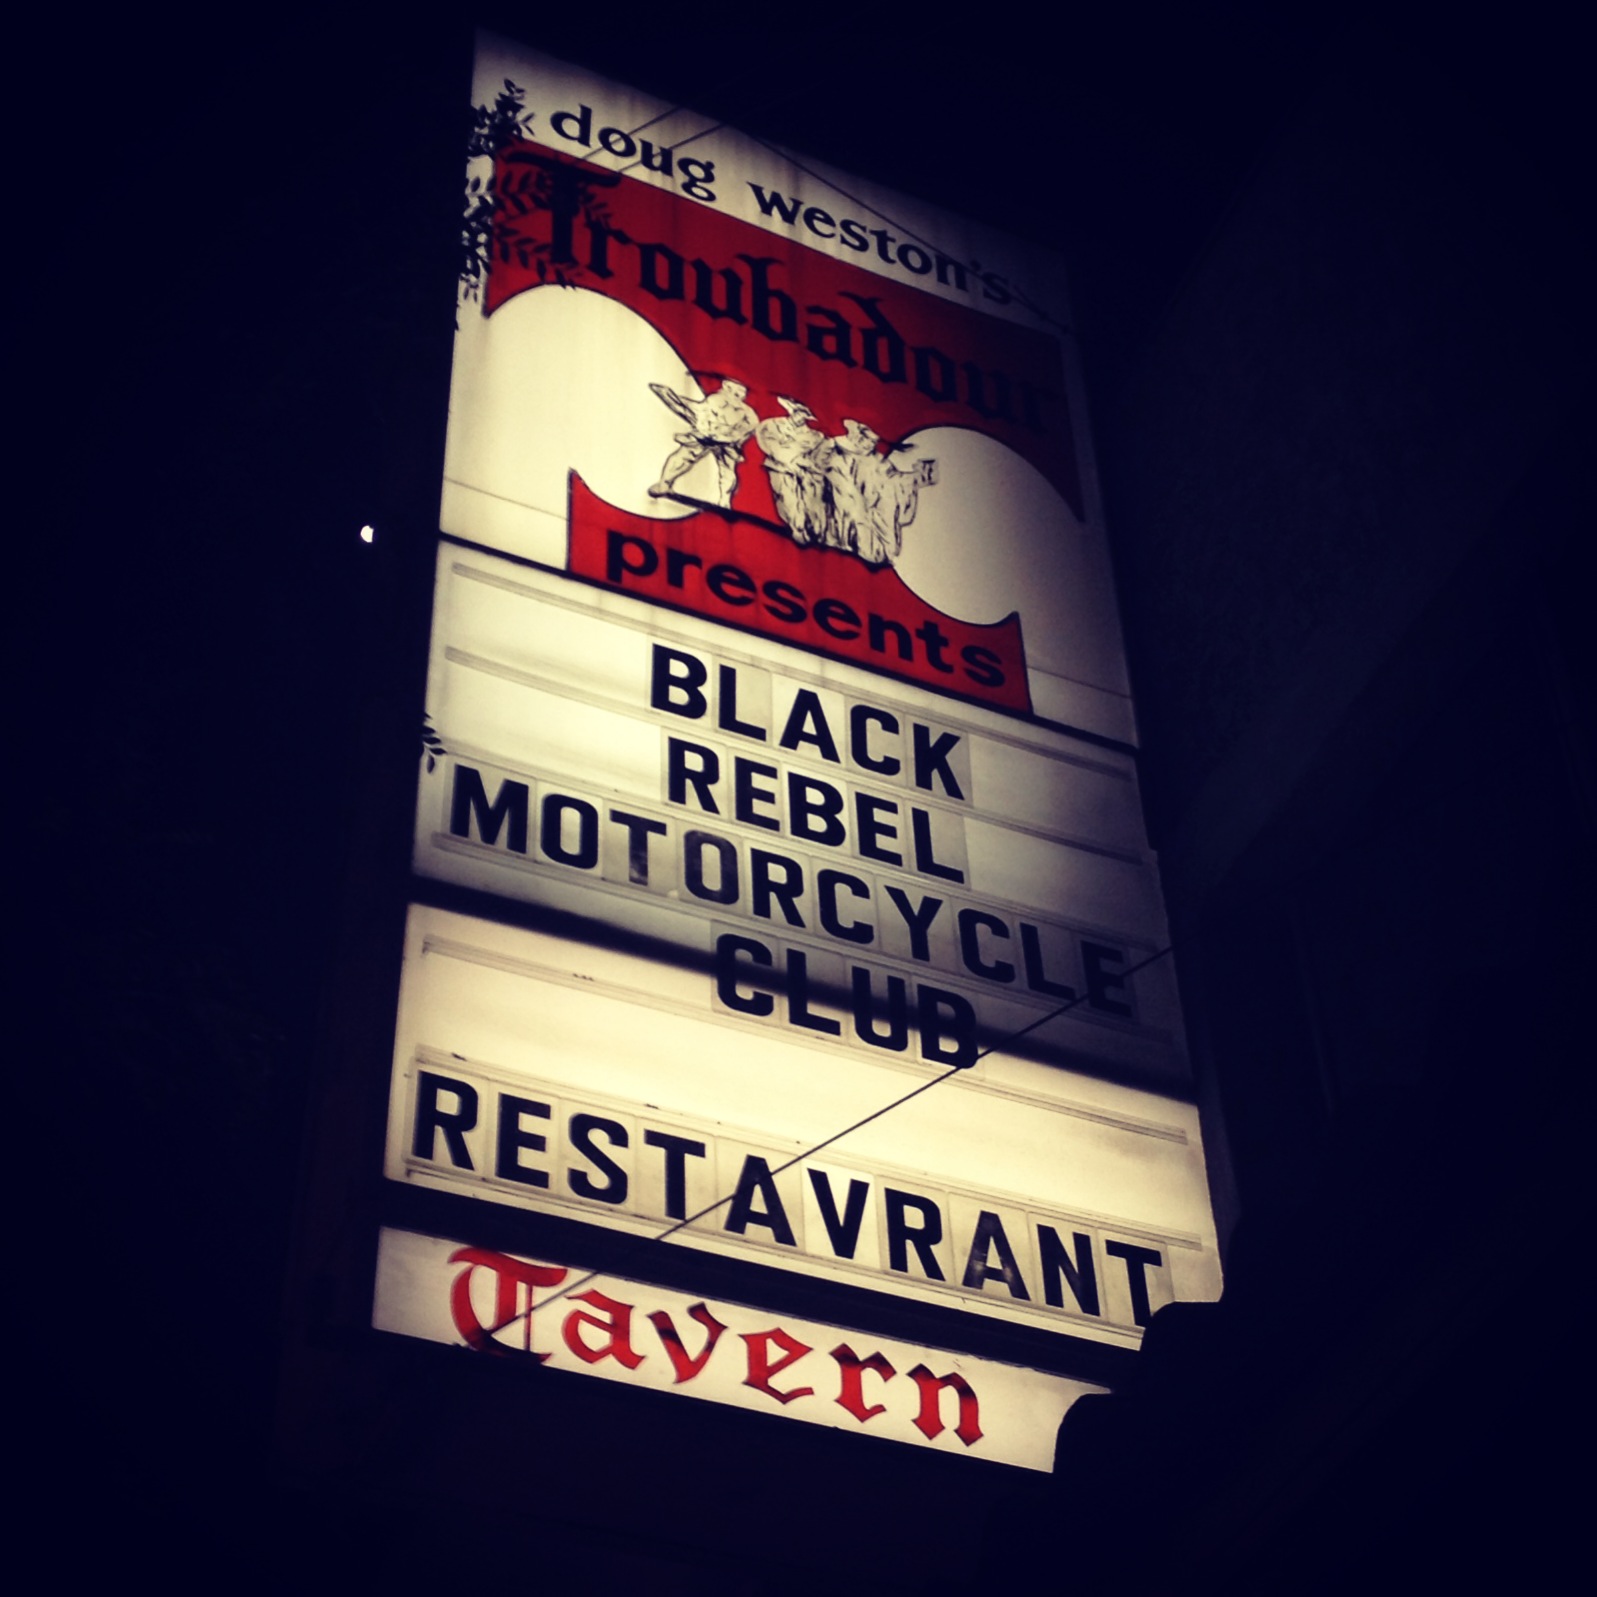 doug weston's
Troubadour
presents
BLACK
REBEL
MOTORCYCLE
CLUB
RESTAVRANT
Tavern